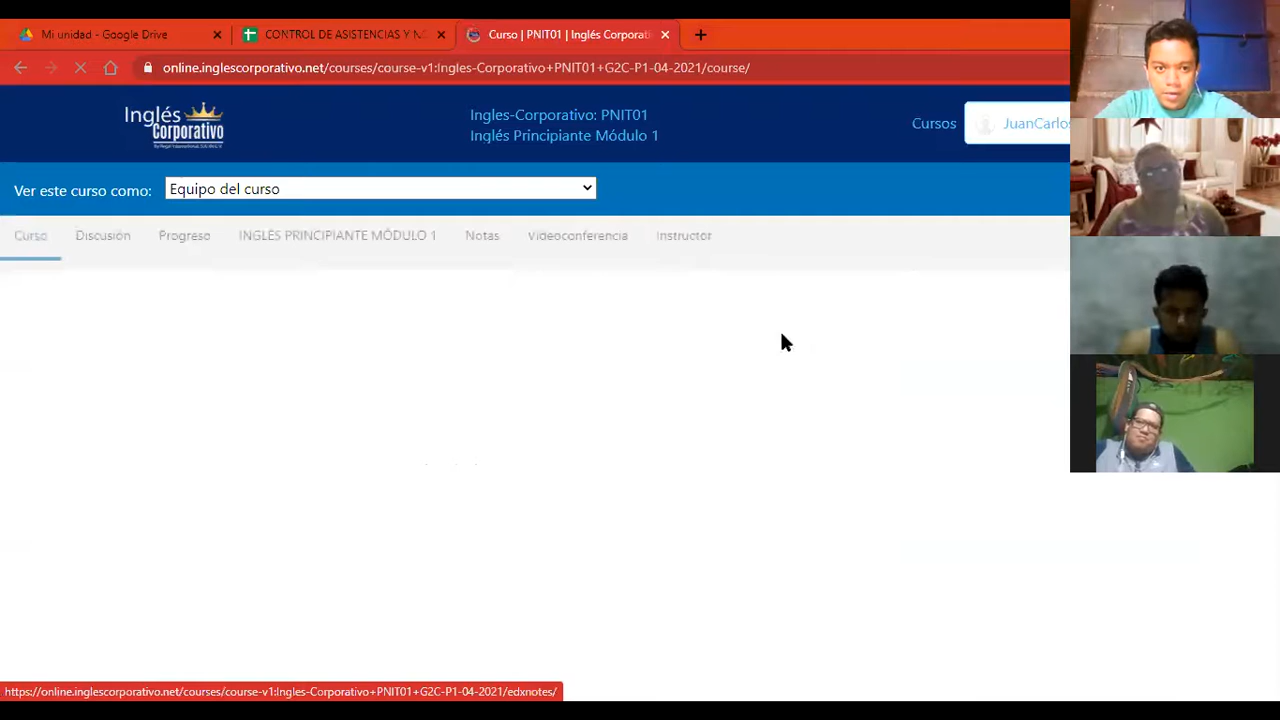 Mi unidad - Google Drive
CONTROL DE ASISTENCIAS Y N
Curso | PNIT01 | Inglés Corporati
online.inglescorporativo.net/courses/course-v1:Ingles-Corporativo+PNIT01+G2C-P1-04-2021/course/
Inglés
Corporativo
Ingles-Corporativo: PNIT01
Inglés Principiante Módulo 1
Cursos
JuanCarlos
Ver este curso como:
Equipo del curso
Curso
Discusión
Progreso
INGLÉS PRINCIPIANTE MÓDULO 1
Notas
Videoconferencia
Instructor
https://online.inglescorporativo.net/courses/course-v1:Ingles-Corporativo+PNIT01+G2C-P1-04-2021/edxnotes/